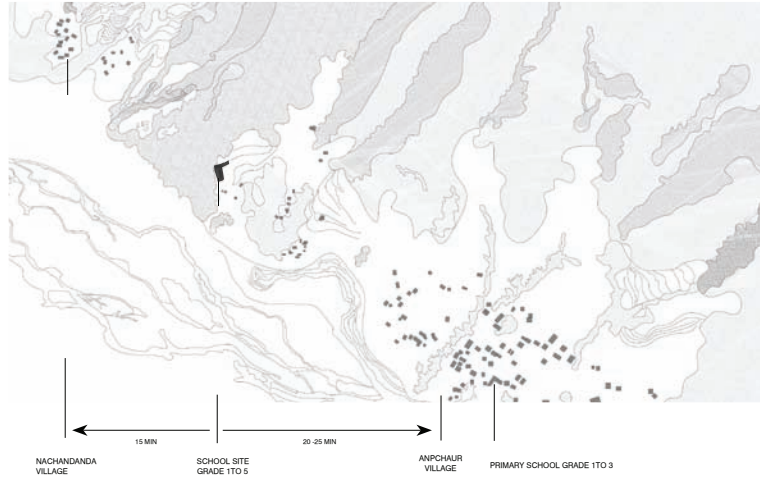 15 MIN
20 -25 MIN
NACHANDANDA
VILLAGE
SCHOOL SITE
GRADE 1TO 5
ANPCHAUR
VILLAGE
PRIMARY SCHOOL GRADE 1TO 3